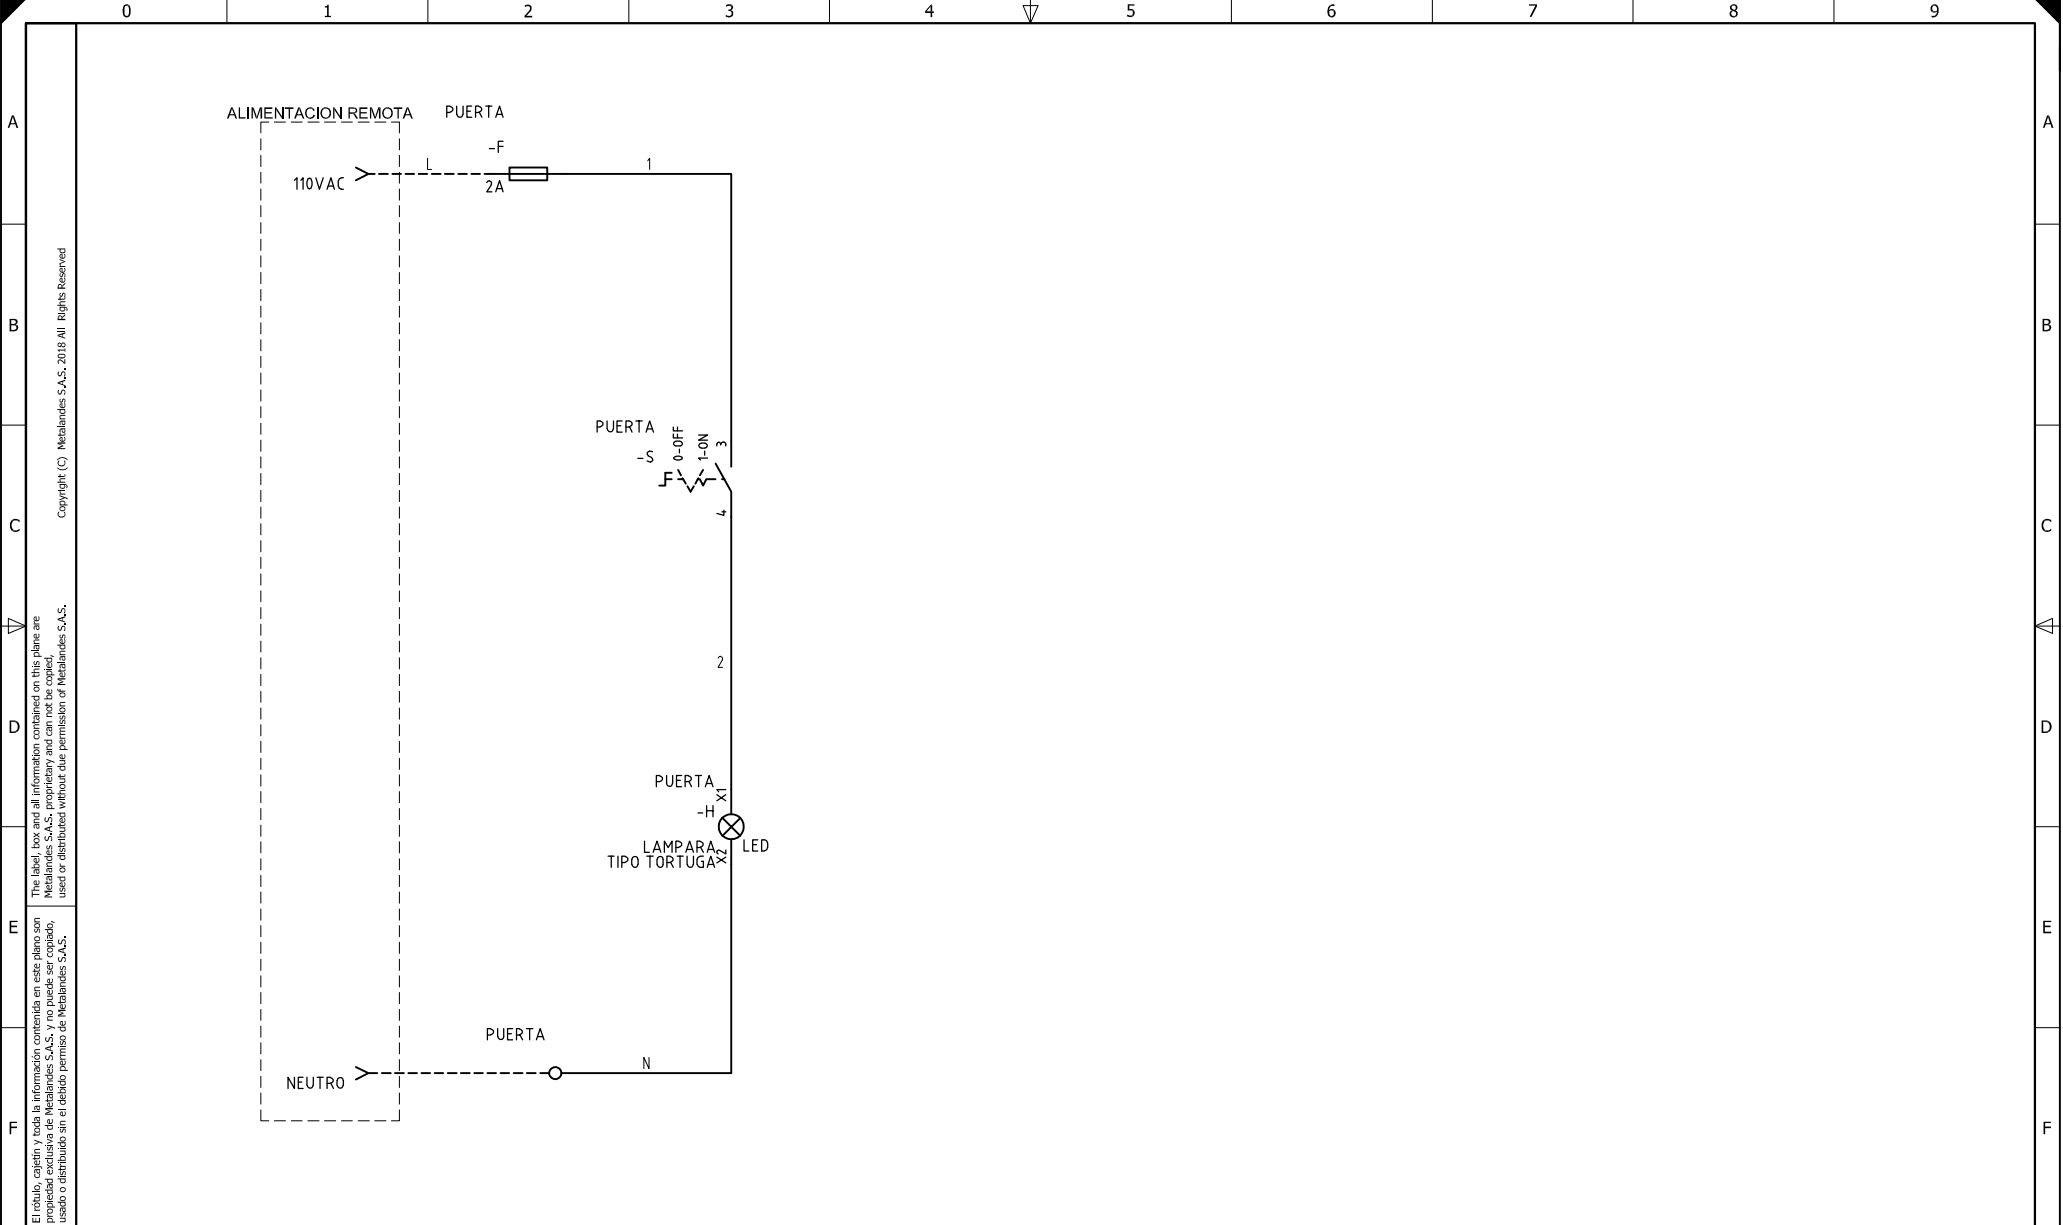 0 1 2 3 4 5 6 7 8 9
A A
ALIMENTACION REMOTA PUERTA
-F
L 1
110VAC 2A
B B
PUERTA
-S
0-OFF
1-ON
3
4
C C
2
D D
PUERTA
X1
-H
LAMPARA LED
TIPO TORTUGA
X2
E E
PUERTA
N
NEUTRO
F F
Copyright (C) Metalandes S.A.S. 2018 All Rights Reserved
The label, box and all information contained on this plane are
Metalandes S.A.S. proprietary and can not be copied,
used or distributed without due permission of Metalandes S.A.S.
El rótulo, cajetín y toda la información contenida en este plano son
propiedad exclusiva de Metalandes S.A.S. y no puede ser copiado,
usado o distribuido sin el debido permiso de Metalandes S.A.S.